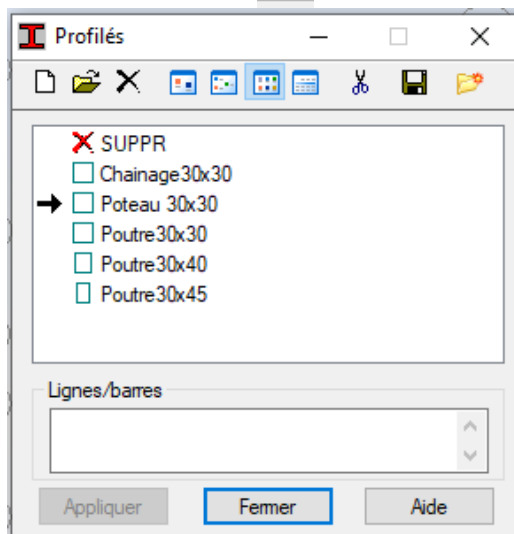 Profilés
SUPPR
Chainage30x30
Poteau 30x30
Poutre30x30
Poutre30x40
Poutre30x45
Lignes/barres
Appliquer Fermer Aide